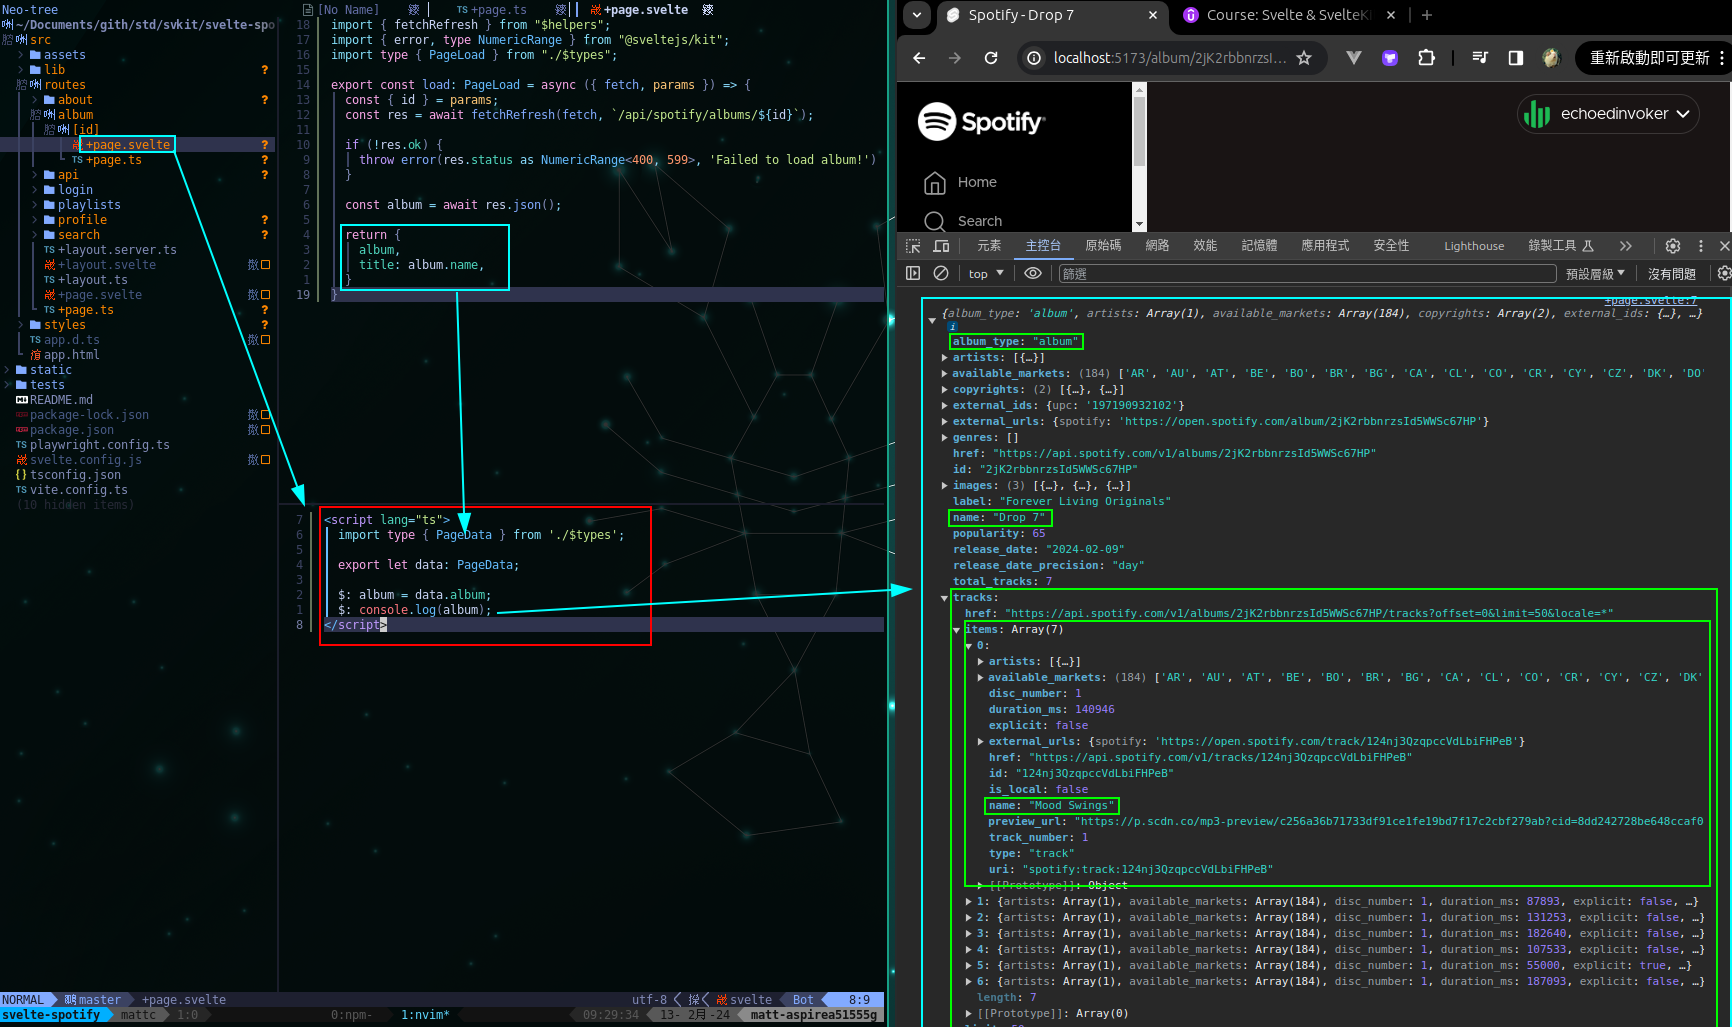 Neo-tree
~/Documents/gith/std/svkit/svelte-spo
src
assets
lib ?
routes
about ?
album
[id]
+page.svelte ?
+page.ts ?
api ?
login
playlists
profile ?
search ?
+layout.server.ts
+layout.svelte
+layout.ts
+page.svelte
+page.ts ?
styles ?
app.d.ts
app.html
static
tests
README.md
package-lock.json
package.json
playwright.config.ts
svelte.config.js
tsconfig.json
vite.config.ts
(10 hidden items)
[No Name] TS +page.ts +page.svelte
18 import { fetchRefresh } from "$helpers";
17 import { error, type NumericRange } from "@sveltejs/kit";
16 import type { PageLoad } from "./$types";
15
14 export const load: PageLoad = async ({ fetch, params }) => {
13 const { id } = params;
12 const res = await fetchRefresh(fetch, `/api/spotify/albums/${id}`);
11
10 if (!res.ok) {
9 throw error(res.status as NumericRange<400, 599>, 'Failed to load album!')
8 }
7
6 const album = await res.json();
5
4 return {
3 album,
2 title: album.name,
1 }
19 }
7 <script lang="ts">
6 import type { PageData } from './$types';
5
4 export let data: PageData;
3
2 $: album = data.album;
1 $: console.log(album);
8 </script>
NORMAL master +page.svelte utf-8 svelte Bot 8:9
svelte-spotify mattc 1:0 0:npm- 1:nvim* 09:29:34 13- 2月 -24 matt-aspirea51555g
Spotify - Drop 7 ×
Course: Svelte & SvelteKi ×
localhost:5173/album/2jK2rbbnrzsI...
重新啟動即可更新
Spotify
echoedinvoker
Home
Search
元素 主控台 原始碼 網路 效能 記憶體 應用程式 安全性 Lighthouse 錄製工具
top 篩選 預設層級 沒有問題
+page.svelte:7
{album_type: 'album', artists: Array(1), available_markets: Array(184), copyrights: Array(2), external_ids: {…}, …}
album_type: "album"
artists: [{…}]
available_markets: (184) ['AR', 'AU', 'AT', 'BE', 'BO', 'BR', 'BG', 'CA', 'CL', 'CO', 'CR', 'CY', 'CZ', 'DK', 'DO'
copyrights: (2) [{…}, {…}]
external_ids: {upc: '197190932102'}
external_urls: {spotify: 'https://open.spotify.com/album/2jK2rbbnrzsId5WWSc67HP'}
genres: []
href: "https://api.spotify.com/v1/albums/2jK2rbbnrzsId5WWSc67HP"
id: "2jK2rbbnrzsId5WWSc67HP"
images: (3) [{…}, {…}, {…}]
label: "Forever Living Originals"
name: "Drop 7"
popularity: 65
release_date: "2024-02-09"
release_date_precision: "day"
total_tracks: 7
tracks:
href: "https://api.spotify.com/v1/albums/2jK2rbbnrzsId5WWSc67HP/tracks?offset=0&limit=50&locale=*"
items: Array(7)
0:
artists: [{…}]
available_markets: (184) ['AR', 'AU', 'AT', 'BE', 'BO', 'BR', 'BG', 'CA', 'CL', 'CO', 'CR', 'CY', 'CZ', 'DK'
disc_number: 1
duration_ms: 140946
explicit: false
external_urls: {spotify: 'https://open.spotify.com/track/124nj3QzqpccVdLbiFHPeB'}
href: "https://api.spotify.com/v1/tracks/124nj3QzqpccVdLbiFHPeB"
id: "124nj3QzqpccVdLbiFHPeB"
is_local: false
name: "Mood Swings"
preview_url: "https://p.scdn.co/mp3-preview/c256a36b71733df91ce1fe19bd7f17c2cbf279ab?cid=8dd242728be648ccaf0
track_number: 1
type: "track"
uri: "spotify:track:124nj3QzqpccVdLbiFHPeB"
[[Prototype]]: Object
1: {artists: Array(1), available_markets: Array(184), disc_number: 1, duration_ms: 87893, explicit: false, …}
2: {artists: Array(1), available_markets: Array(184), disc_number: 1, duration_ms: 131253, explicit: false, …}
3: {artists: Array(1), available_markets: Array(184), disc_number: 1, duration_ms: 182640, explicit: false, …}
4: {artists: Array(1), available_markets: Array(184), disc_number: 1, duration_ms: 107533, explicit: false, …}
5: {artists: Array(1), available_markets: Array(184), disc_number: 1, duration_ms: 55000, explicit: true, …}
6: {artists: Array(1), available_markets: Array(184), disc_number: 1, duration_ms: 187093, explicit: false, …}
length: 7
[[Prototype]]: Array(0)